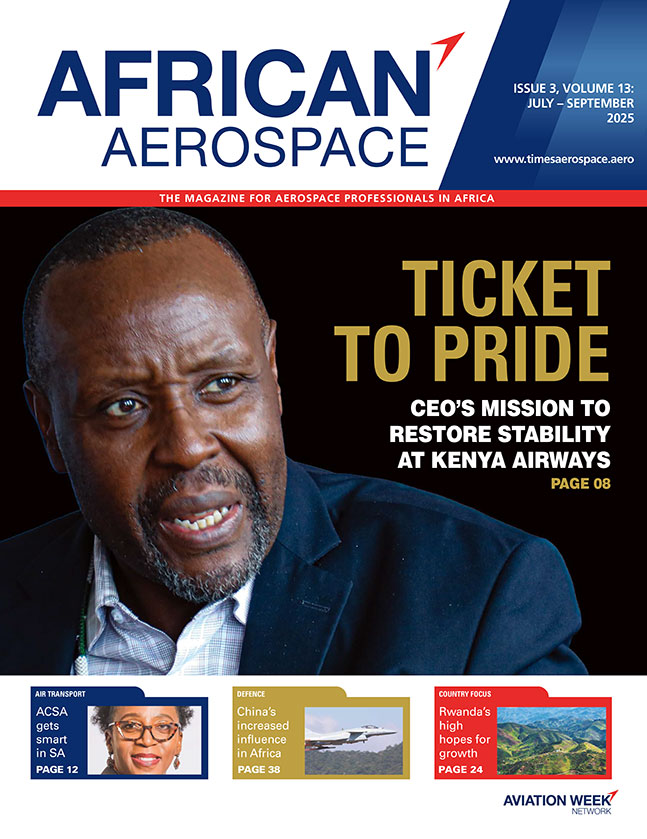 AFRICAN
AEROSPACE
ISSUE 3, VOLUME 13:
JULY – SEPTEMBER
2025
www.timesaerospace.aero
THE MAGAZINE FOR AEROSPACE PROFESSIONALS IN AFRICA
TICKET
TO PRIDE
CEO'S MISSION TO
RESTORE STABILITY
AT KENYA AIRWAYS
PAGE 08
AIR TRANSPORT
ACSA
gets
smart
in SA
PAGE 12
DEFENCE
China's
increased
influence
in Africa
PAGE 38
COUNTRY FOCUS
Rwanda's
high
hopes for
growth
PAGE 24
AVIATION WEEK
NETWORK